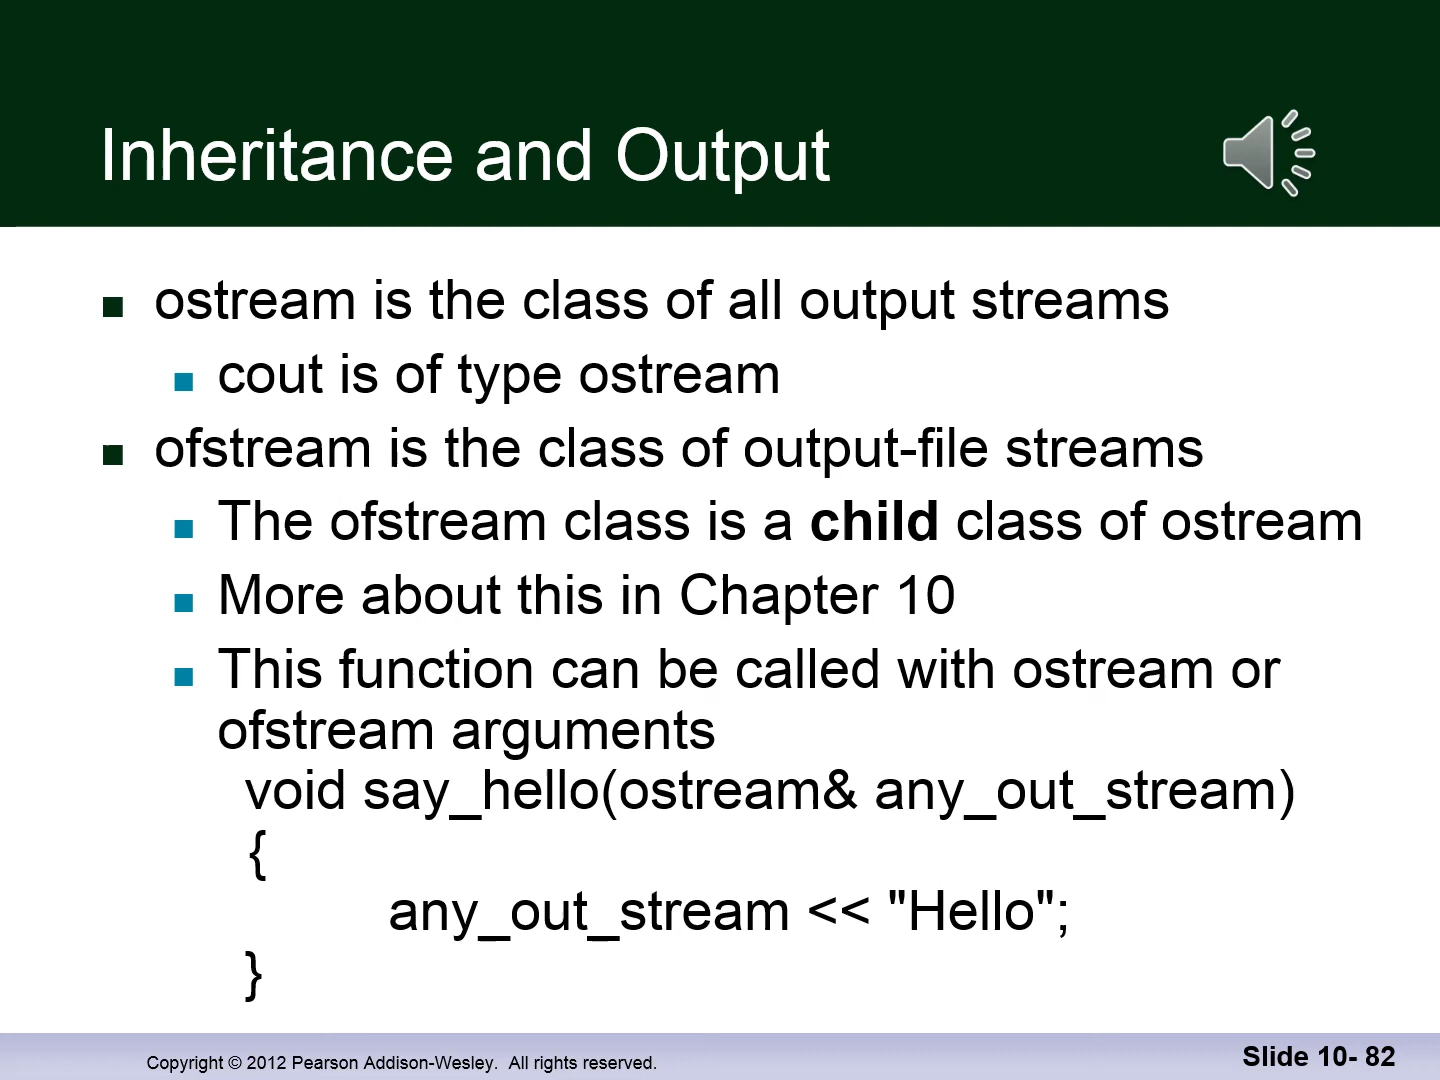 Inheritance and Output
ostream is the class of all output streams
cout is of type ostream
ofstream is the class of output-file streams
The ofstream class is a child class of ostream
More about this in Chapter 10
This function can be called with ostream or
ofstream arguments
void say_hello(ostream& any_out_stream)
{
any_out_stream << "Hello";
}
Copyright © 2012 Pearson Addison-Wesley. All rights reserved.
Slide 10- 82